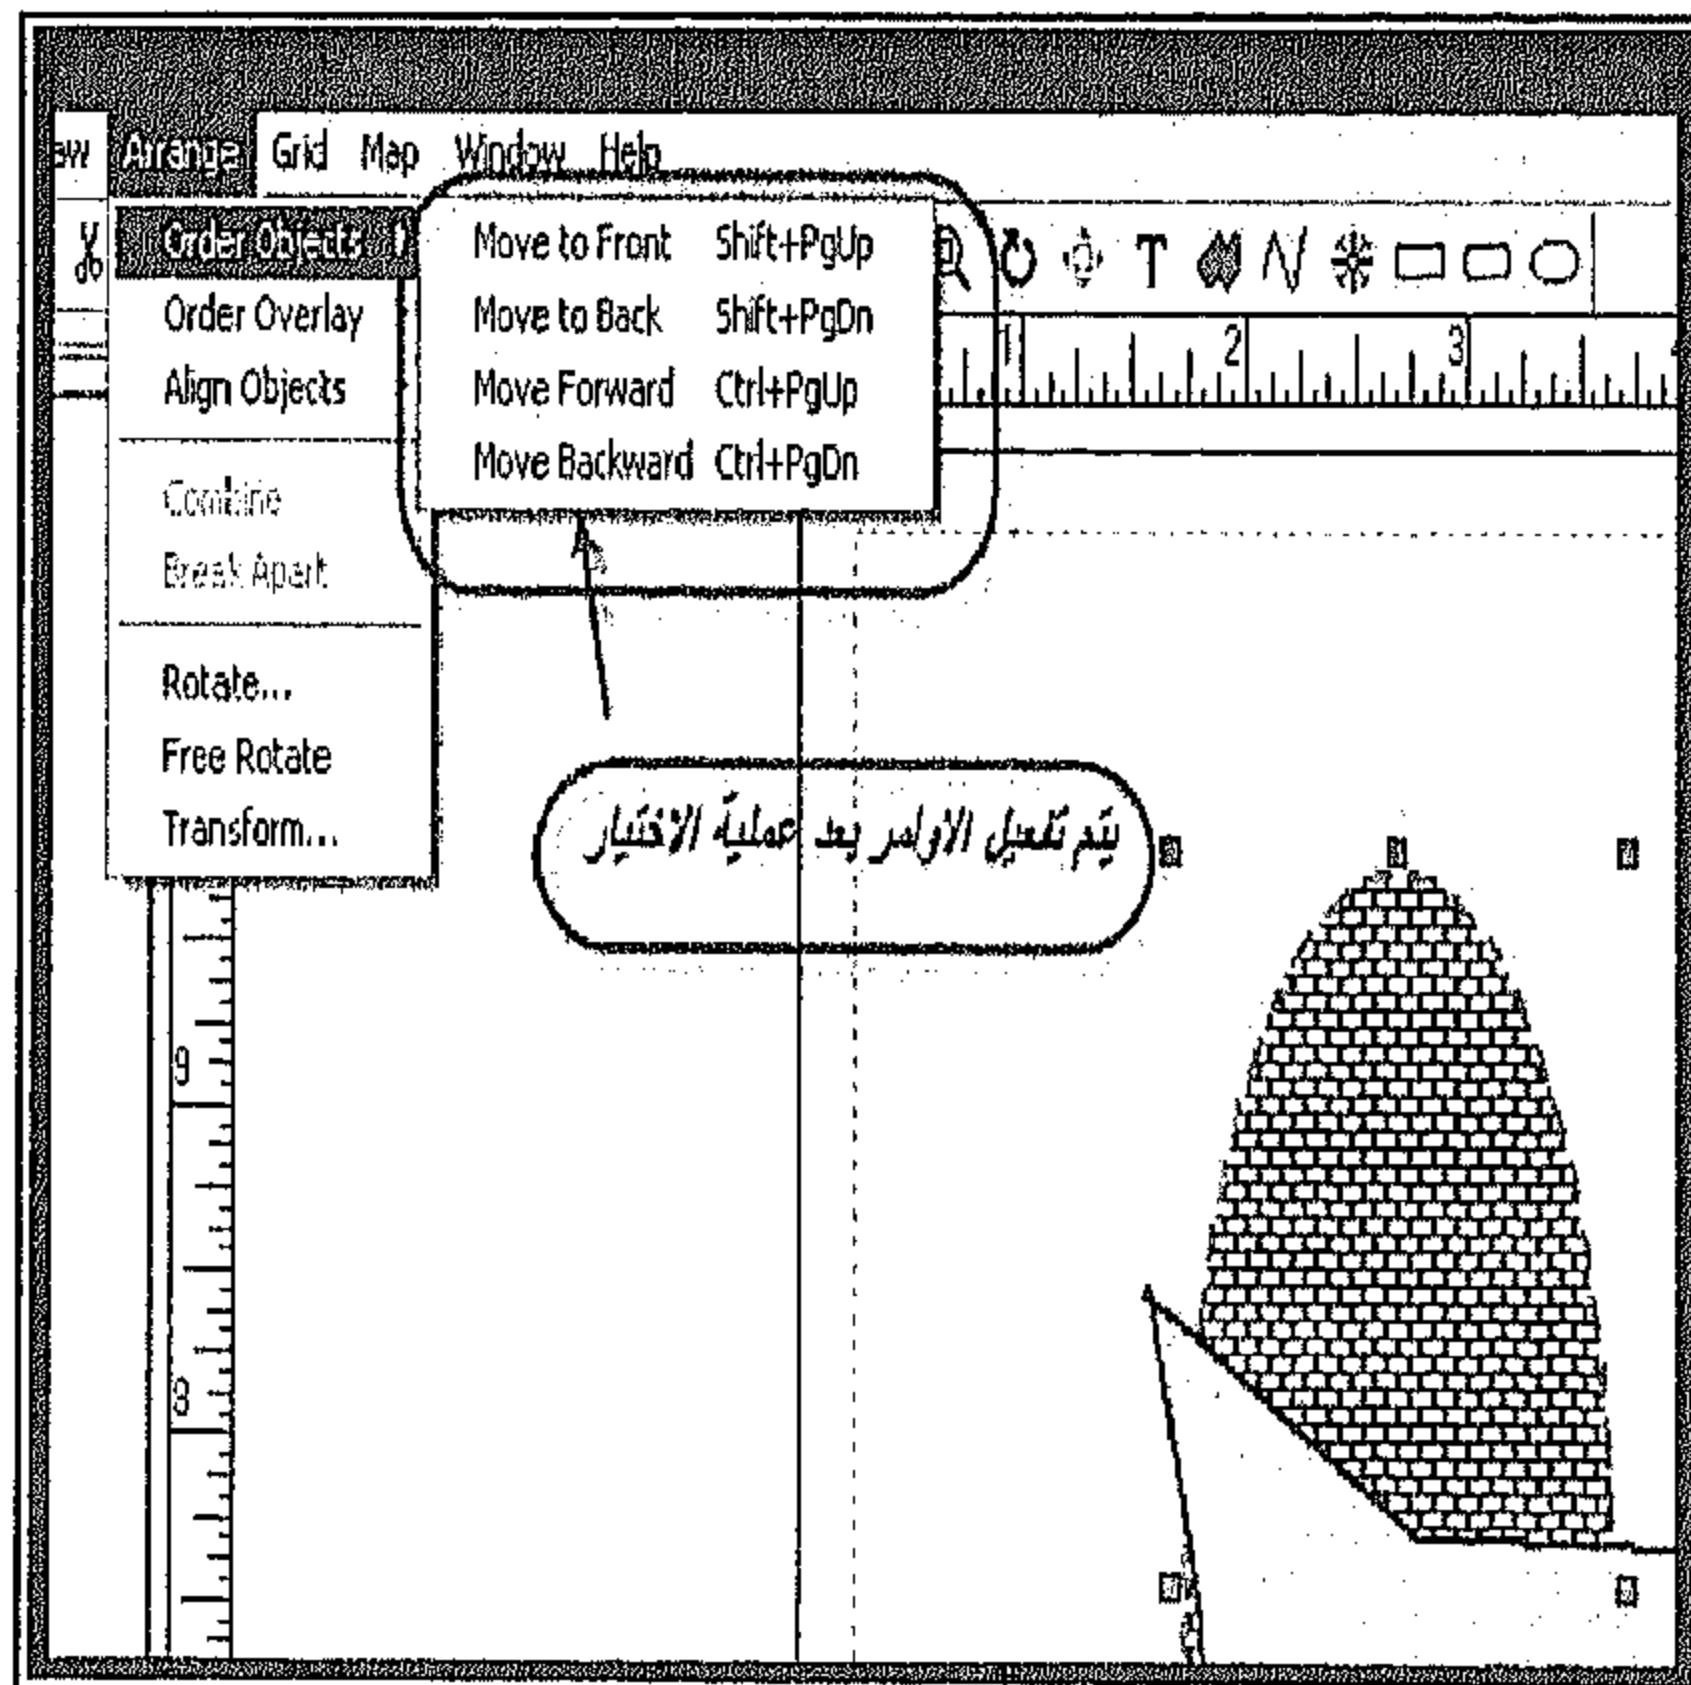 aw Arrange Grid Map Window Help
Order Objects
Move to Front Shift+PgUp
Order Overlay
Move to Back Shift+PgDn
Align Objects
Move Forward Ctrl+PgUp
Move Backward Ctrl+PgDn
Combine
Break Apart
Rotate...
Free Rotate
Transform...
T
1 2 3
يتم تفعيل الاوامر بعد عملية الاختيار
9
8